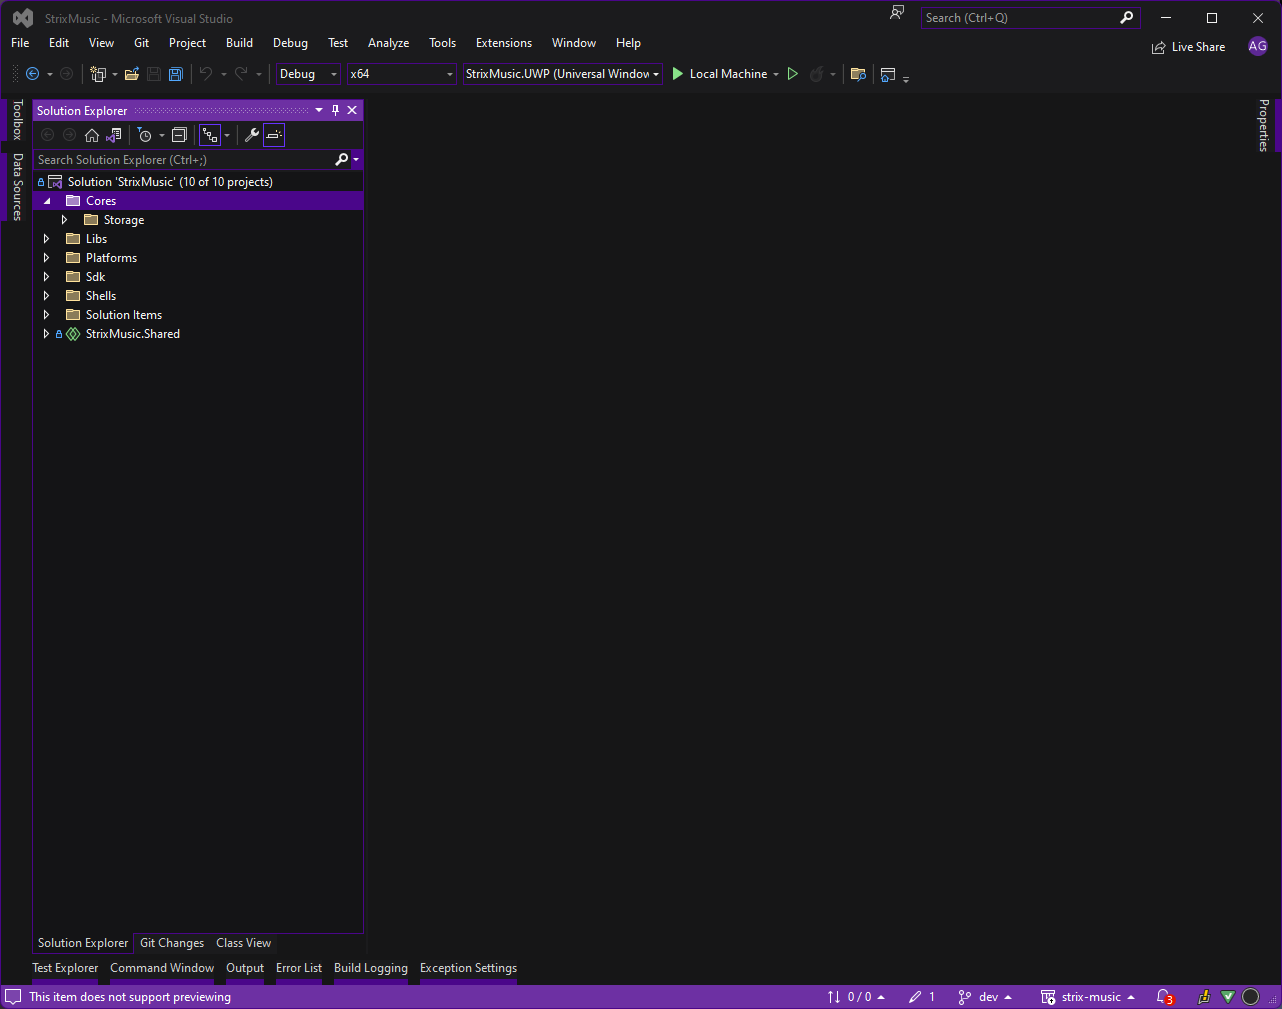 StrixMusic - Microsoft Visual Studio
Search (Ctrl+Q)
File Edit View Git Project Build Debug Test Analyze Tools Extensions Window Help
Live Share
AG
Debug x64 StrixMusic.UWP (Universal Window Local Machine
Toolbox
Data Sources
Properties
Solution Explorer
Search Solution Explorer (Ctrl+;)
Solution 'StrixMusic' (10 of 10 projects)
Cores
Storage
Libs
Platforms
Sdk
Shells
Solution Items
StrixMusic.Shared
Solution Explorer Git Changes Class View
Test Explorer Command Window Output Error List Build Logging Exception Settings
This item does not support previewing 0 / 0 1 dev strix-music 3